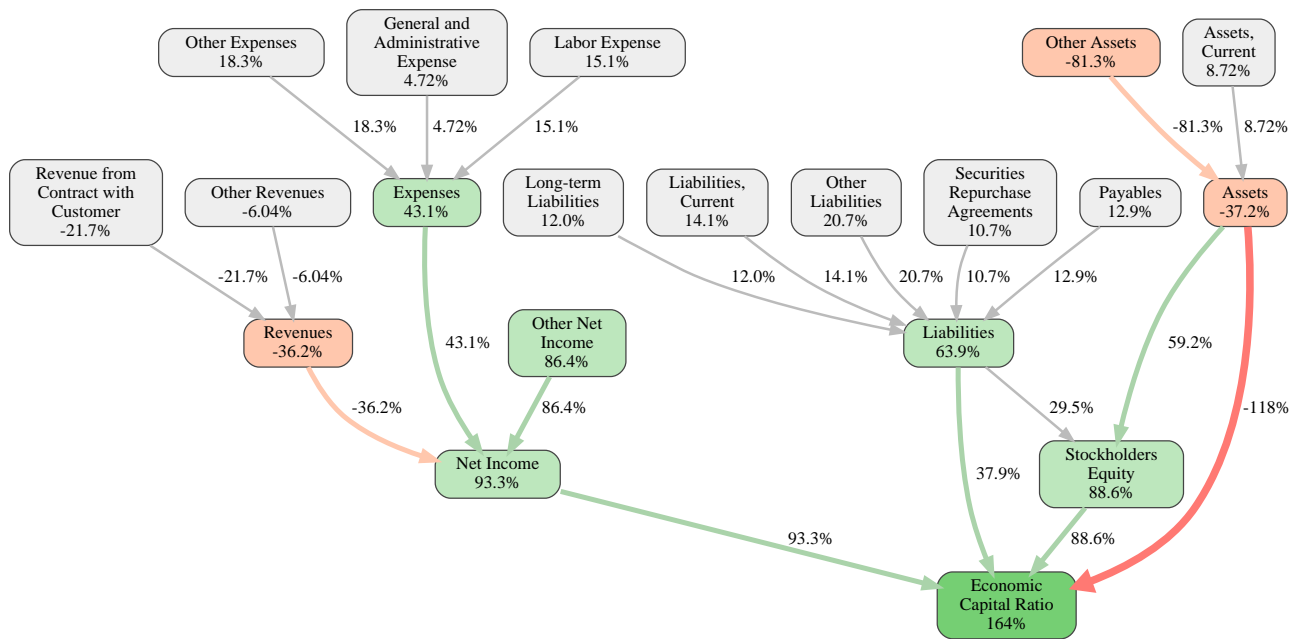 Other Expenses
18.3%
General and
Administrative
Expense
4.72%
Labor Expense
15.1%
Other Assets
-81.3%
Assets,
Current
8.72%
18.3%
4.72%
15.1%
-81.3%
8.72%
Revenue from
Contract with
Customer
-21.7%
Other Revenues
-6.04%
Expenses
43.1%
Long-term
Liabilities
12.0%
Liabilities,
Current
14.1%
Other
Liabilities
20.7%
Securities
Repurchase
Agreements
10.7%
Payables
12.9%
Assets
-37.2%
-21.7%
-6.04%
12.0%
14.1%
20.7%
10.7%
12.9%
Revenues
-36.2%
43.1%
Other Net
Income
86.4%
Liabilities
63.9%
59.2%
-36.2%
86.4%
29.5%
-118%
Net Income
93.3%
37.9%
Stockholders
Equity
88.6%
93.3%
88.6%
Economic
Capital Ratio
164%